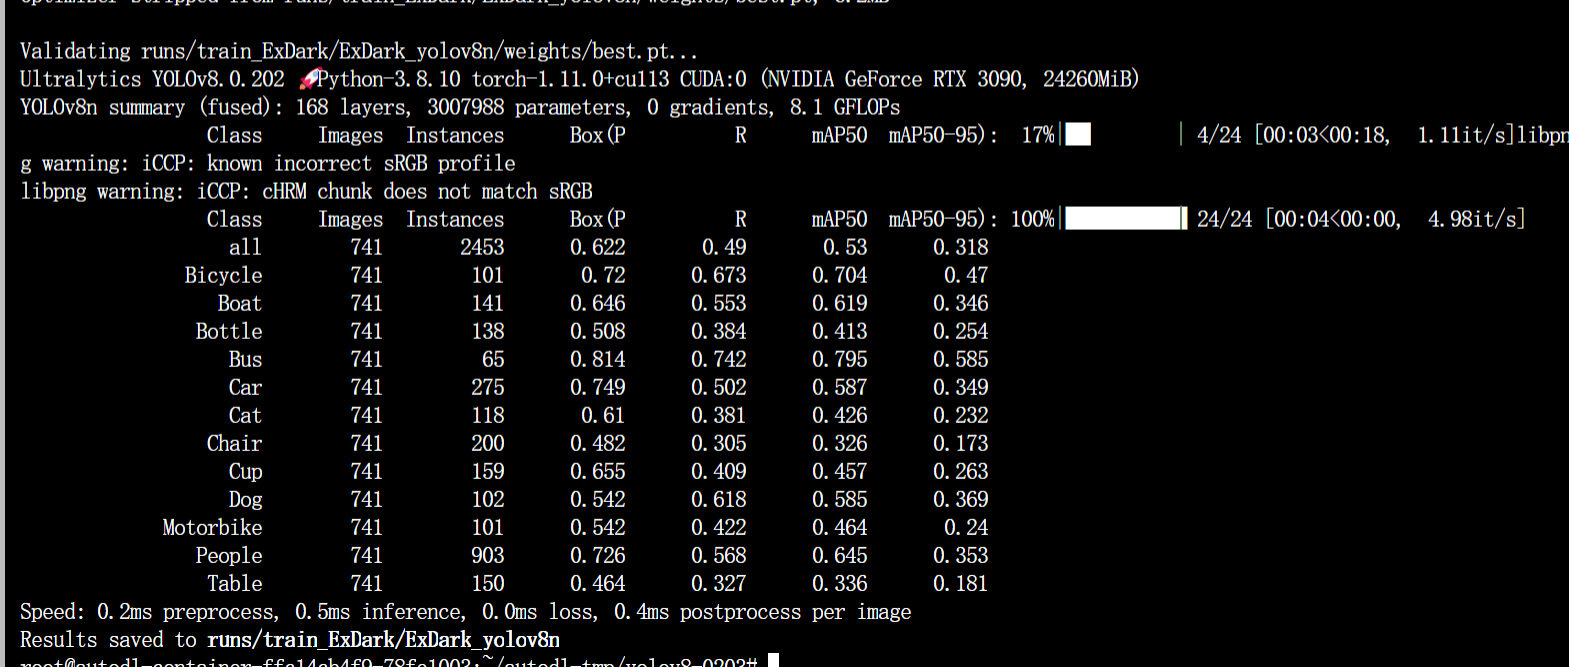 Optimizer stripped from runs/train_ExDark/ExDark_yolov8n/weights/best.pt, 6.2MB
Validating runs/train_ExDark/ExDark_yolov8n/weights/best.pt...
Ultralytics YOLOv8.0.202 🚀Python-3.8.10 torch-1.11.0+cu113 CUDA:0 (NVIDIA GeForce RTX 3090, 24260MiB)
YOLOv8n summary (fused): 168 layers, 3007988 parameters, 0 gradients, 8.1 GFLOPs
Class Images Instances Box(P R mAP50 mAP50-95): 17%|██ | 4/24 [00:03<00:18, 1.11it/s]libpn
g warning: iCCP: known incorrect sRGB profile
libpng warning: iCCP: cHRM chunk does not match sRGB
Class Images Instances Box(P R mAP50 mAP50-95): 100%|██████████| 24/24 [00:04<00:00, 4.98it/s]
all 741 2453 0.622 0.49 0.53 0.318
Bicycle 741 101 0.72 0.673 0.704 0.47
Boat 741 141 0.646 0.553 0.619 0.346
Bottle 741 138 0.508 0.384 0.413 0.254
Bus 741 65 0.814 0.742 0.795 0.585
Car 741 275 0.749 0.502 0.587 0.349
Cat 741 118 0.61 0.381 0.426 0.232
Chair 741 200 0.482 0.305 0.326 0.173
Cup 741 159 0.655 0.409 0.457 0.263
Dog 741 102 0.542 0.618 0.585 0.369
Motorbike 741 101 0.542 0.422 0.464 0.24
People 741 903 0.726 0.568 0.645 0.353
Table 741 150 0.464 0.327 0.336 0.181
Speed: 0.2ms preprocess, 0.5ms inference, 0.0ms loss, 0.4ms postprocess per image
Results saved to runs/train_ExDark/ExDark_yolov8n